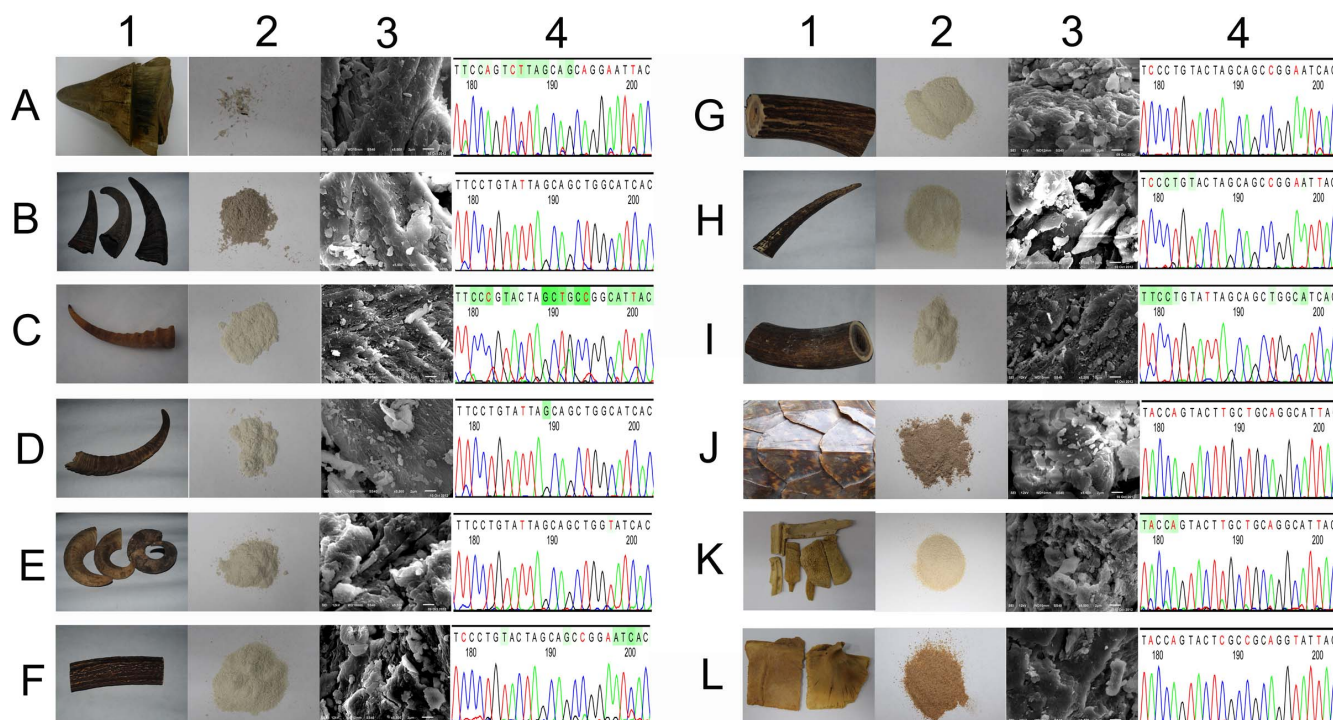 1 2 3 4 1 2 3 4
A
TTCCAGTCTTAGCAGCAGGAATTAC
180 190 200
B
TTCCTGTATTAGCAGCTGGCATCAC
180 190 200
C
TTCCCGTACTAGCTGCCGGCATTAC
180 190 200
D
TTCCTGTATTAGCAGCTGGCATCAC
180 190 200
E
TTCCTGTATTAGCAGCTGGTATCAC
180 190 200
F
TCCCTGTACTAGCAGCCGGAATCAC
180 190 200
G
TCCCTGTACTAGCAGCCGGAATCAC
180 190 200
H
TCCCTGTACTAGCAGCCGGAATTAC
180 190 200
I
TTCCTGTATTAGCAGCTGGCATCAC
180 190 200
J
TACCAGTACTTGCTGCAGGCATTAC
180 190 200
K
TACCAGTACTTGCTGCAGGCATTAC
180 190 200
L
TACCAGTACTCGCCGCAGGTATTAC
180 190 200